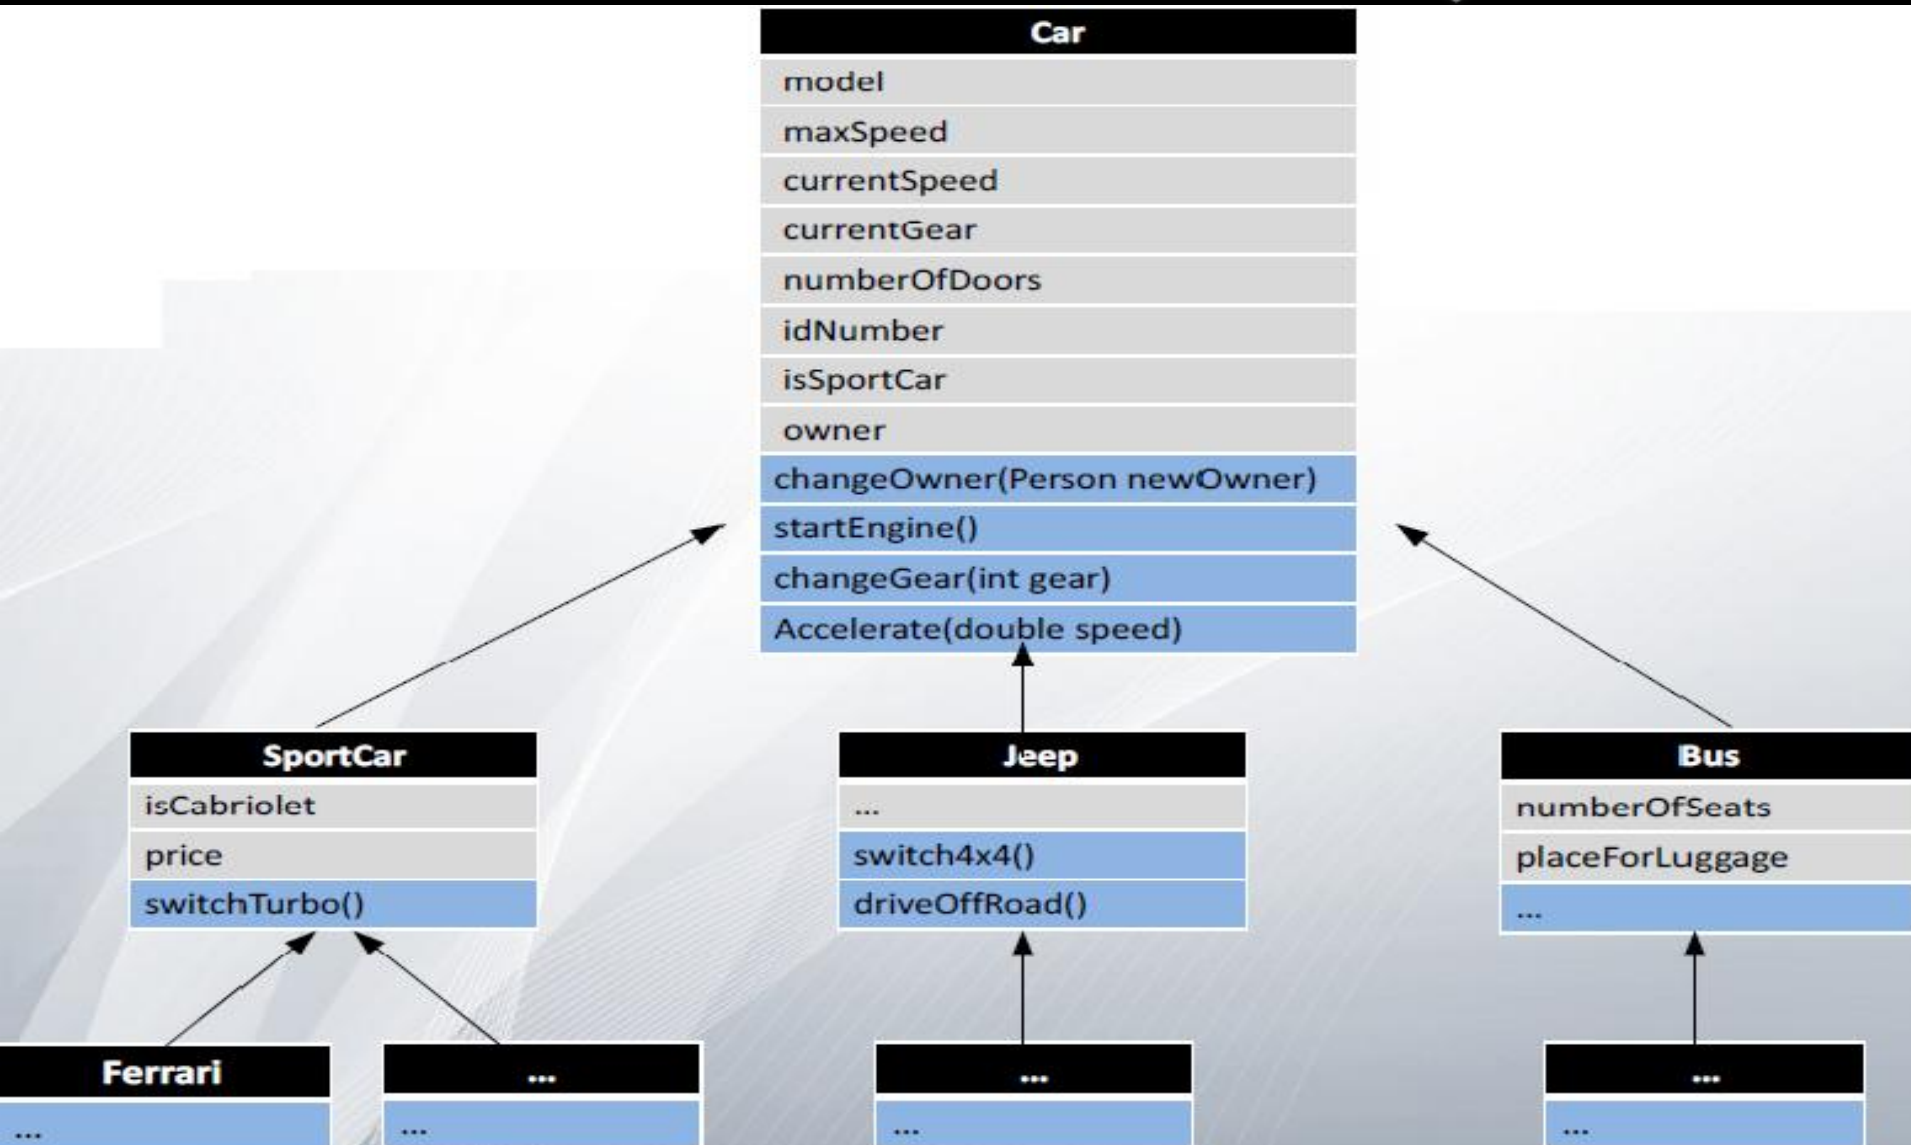 Car
model
maxSpeed
currentSpeed
currentGear
numberOfDoors
idNumber
isSportCar
owner
changeOwner(Person newOwner)
startEngine()
changeGear(int gear)
Accelerate(double speed)
SportCar
isCabriolet
price
switchTurbo()
Jeep
...
switch4x4()
driveOffRoad()
Bus
numberOfSeats
placeForLuggage
...
Ferrari
...
...
...
...
...
...
...